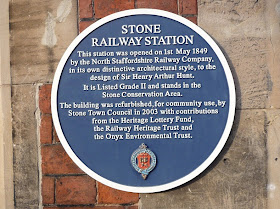 STONE
RAILWAY STATION
This station was opened on 1st May 1849
by the North Staffordshire Railway Company,
in its own distinctive architectural style, to the
design of Sir Henry Arthur Hunt.
It is Listed Grade II and stands in the
Stone Conservation Area.
The building was refurbished, for community use, by
Stone Town Council in 2003 with contributions
from the Heritage Lottery Fund,
the Railway Heritage Trust and
the Onyx Environmental Trust.